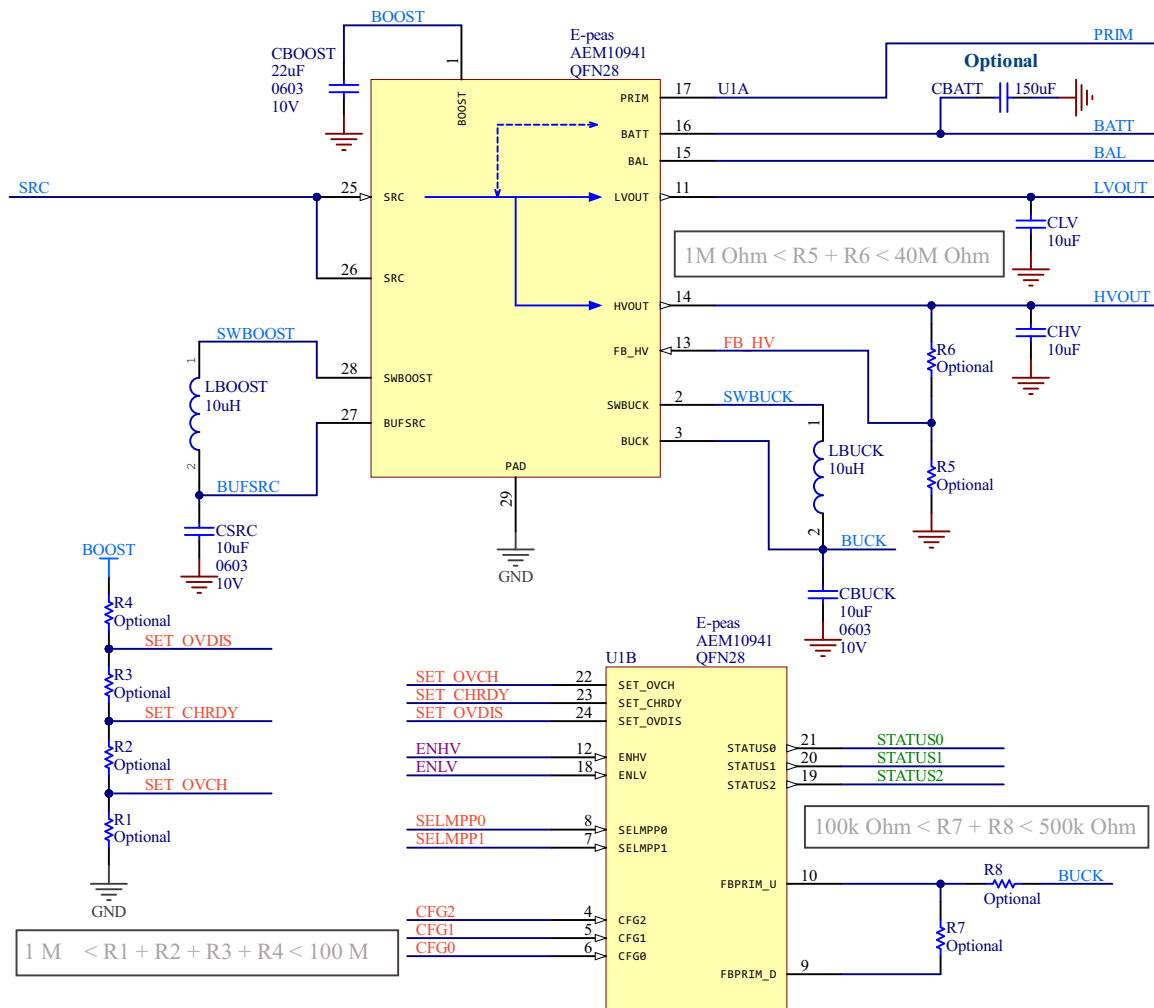 BOOST
CBOOST
22uF
0603
10V
1
BOOST
E-peas
AEM10941
QFN28
PRIM
17
U1A
PRIM
Optional
CBATT
150uF
BATT
16
BATT
BAL
15
BAL
SRC
25
SRC
LVOUT
11
LVOUT
CLV
10uF
1M Ohm < R5 + R6 < 40M Ohm
26
SRC
HVOUT
14
HVOUT
CHV
10uF
FB_HV
13
FB_HV
R6
Optional
SWBOOST
1
LBOOST
10uH
28
SWBOOST
27
BUFSRC
2
BUFSRC
SWBUCK
2
SWBUCK
BUCK
3
1
LBUCK
10uH
2
R5
Optional
PAD
29
GND
BUCK
CSRC
10uF
0603
10V
CBUCK
10uF
0603
10V
BOOST
R4
Optional
SET_OVDIS
R3
Optional
SET_CHRDY
R2
Optional
SET_OVCH
R1
Optional
GND
1 M < R1 + R2 + R3 + R4 < 100 M
U1B
E-peas
AEM10941
QFN28
SET_OVCH
22
SET_OVCH
SET_CHRDY
23
SET_CHRDY
SET_OVDIS
24
SET_OVDIS
ENHV
12
ENHV
ENLV
18
ENLV
STATUS0
21
STATUS0
STATUS1
20
STATUS1
STATUS2
19
STATUS2
SELMPP0
8
SELMPP0
SELMPP1
7
SELMPP1
100k Ohm < R7 + R8 < 500k Ohm
FBPRIM_U
10
R8
Optional
BUCK
CFG2
4
CFG2
CFG1
5
CFG1
CFG0
6
CFG0
R7
Optional
FBPRIM_D
9